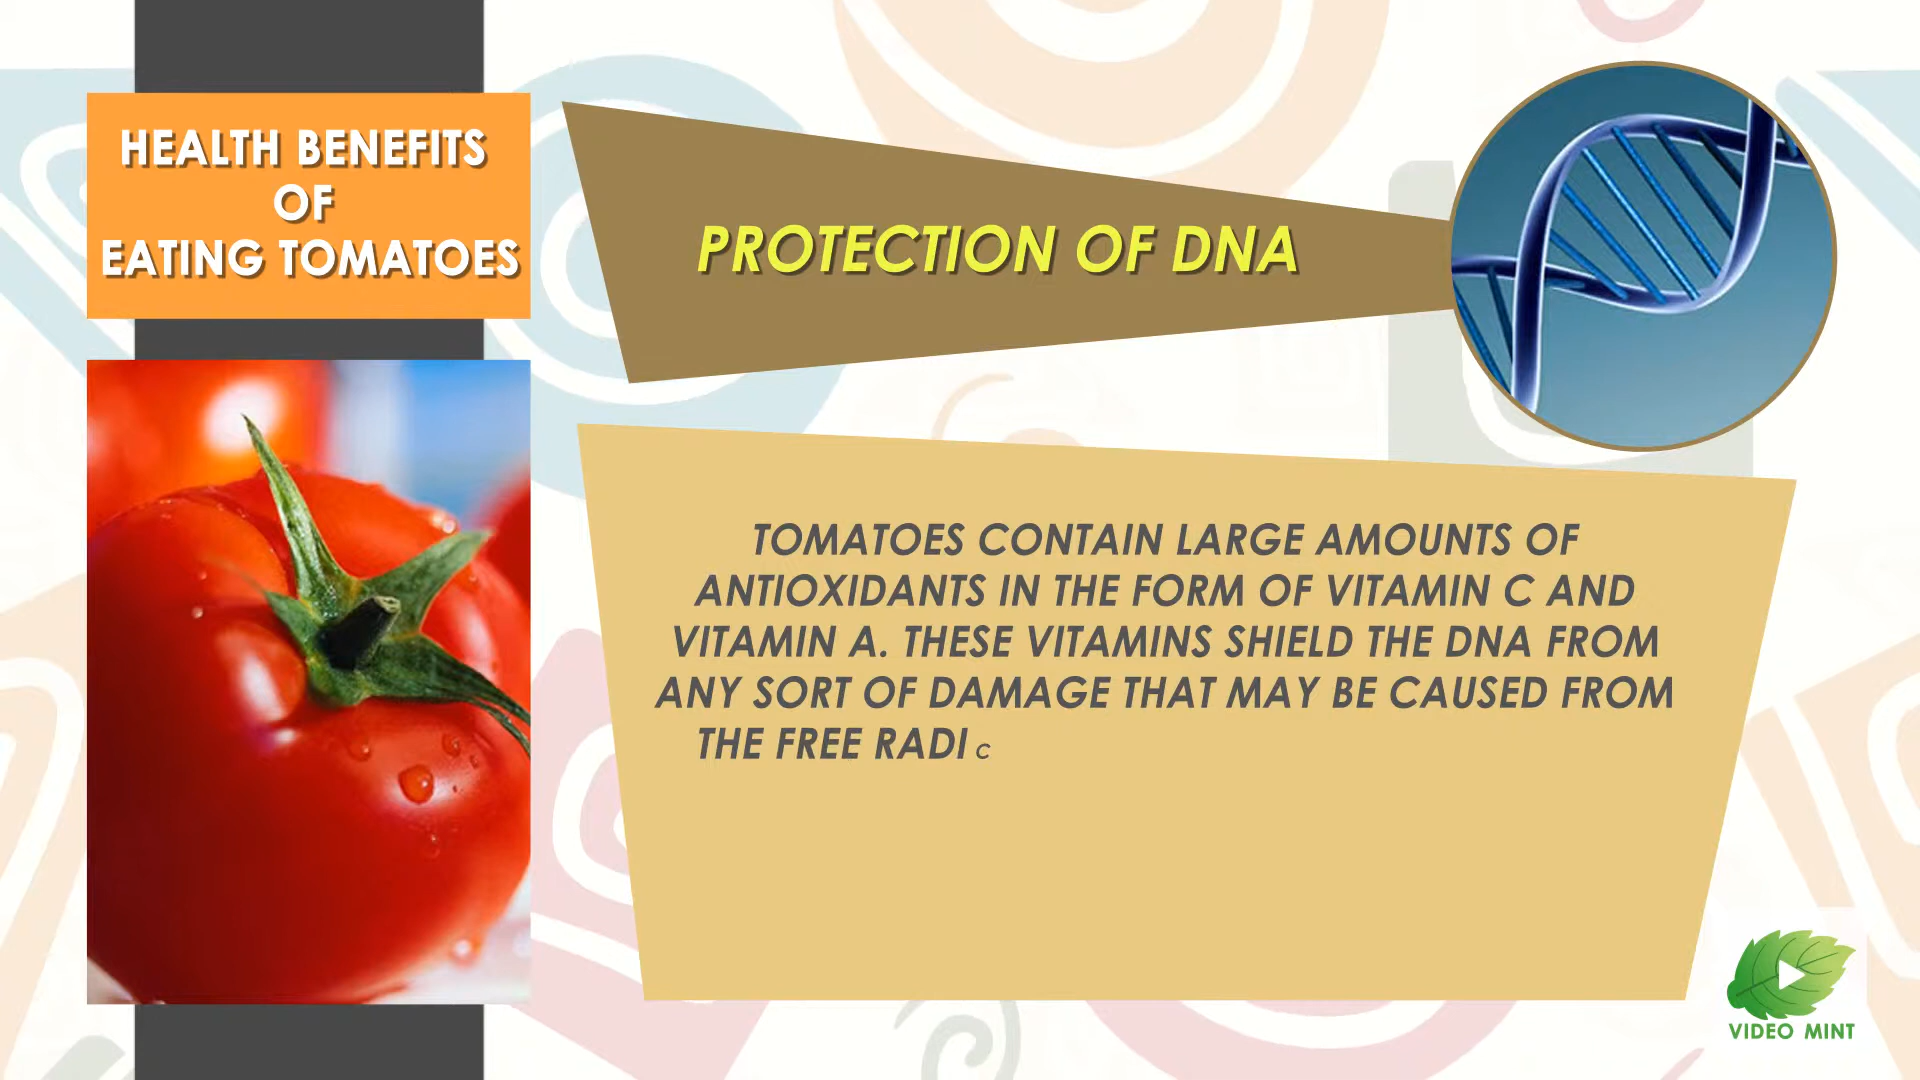 HEALTH BENEFITS
OF
EATING TOMATOES
PROTECTION OF DNA
TOMATOES CONTAIN LARGE AMOUNTS OF
ANTIOXIDANTS IN THE FORM OF VITAMIN C AND
VITAMIN A. THESE VITAMINS SHIELD THE DNA FROM
ANY SORT OF DAMAGE THAT MAY BE CAUSED FROM
THE FREE RADIC
VIDEO MINT